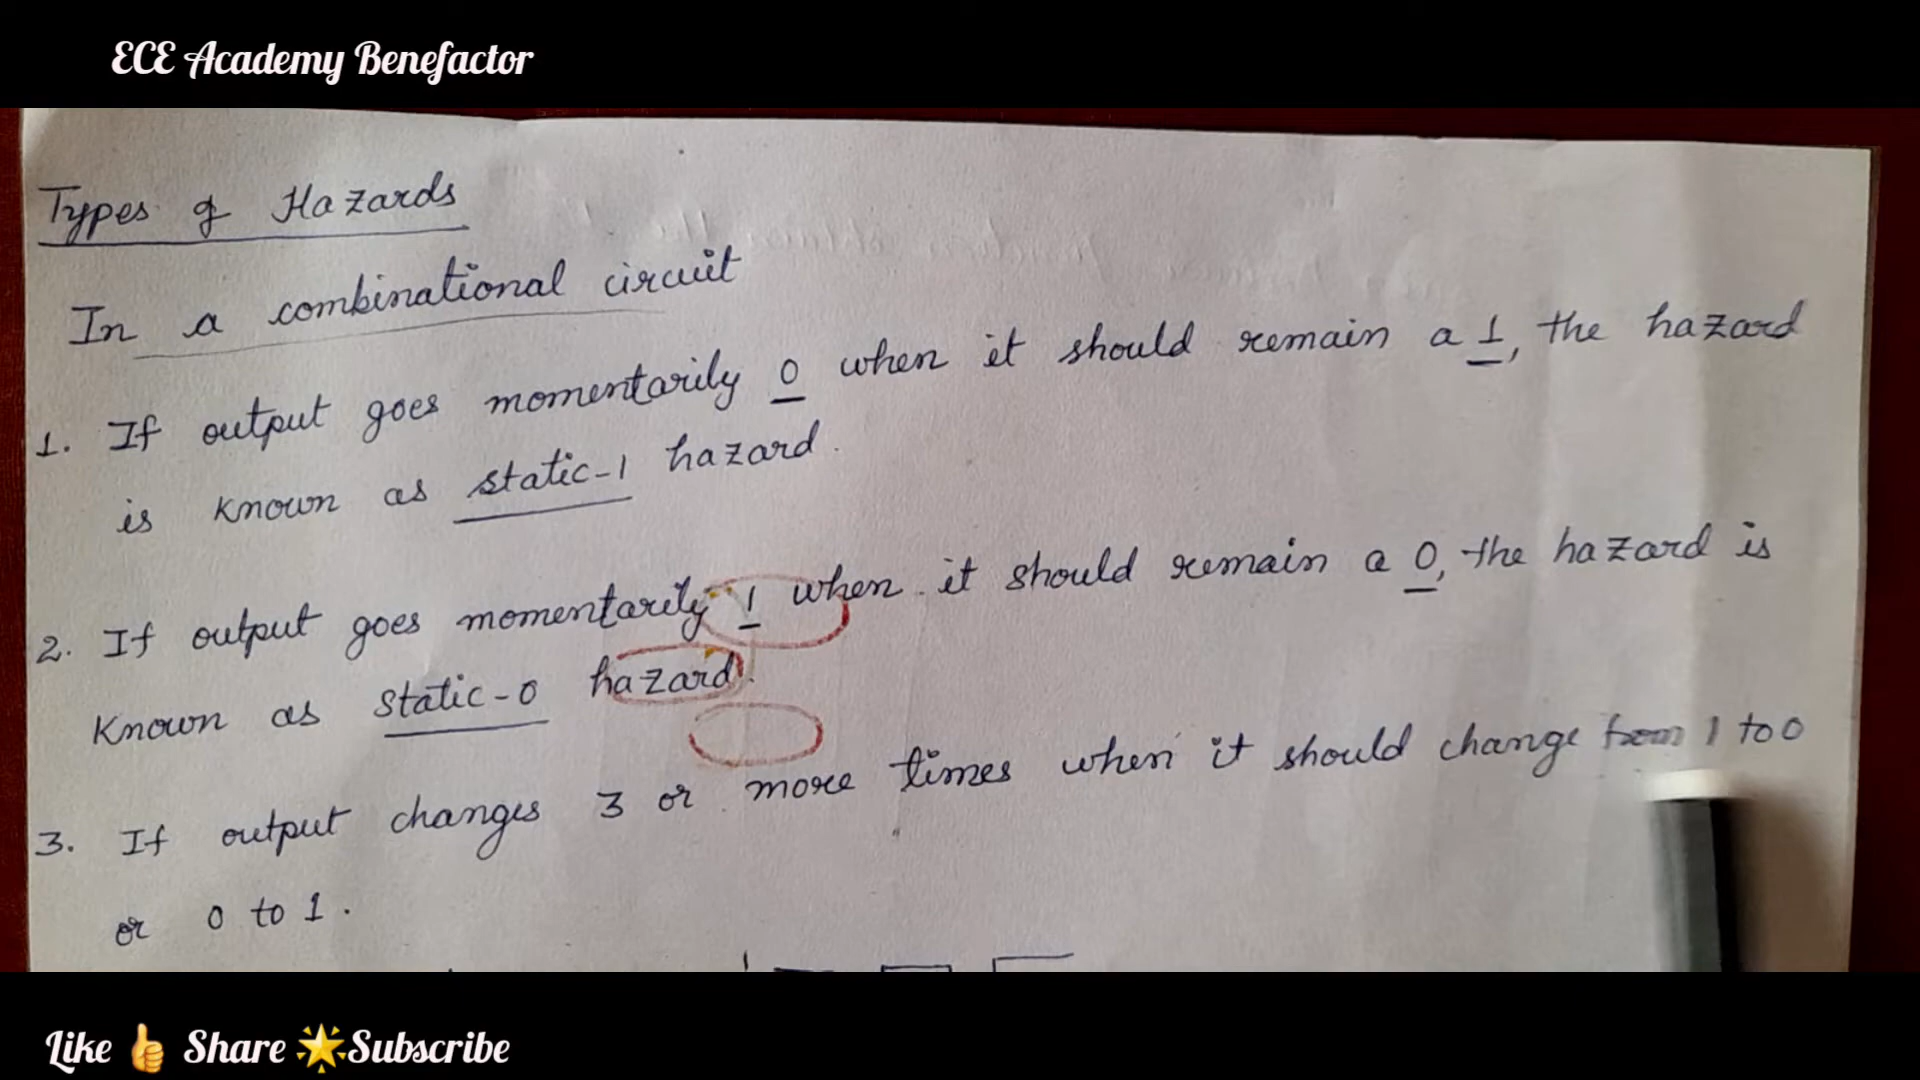 ECE Academy Benefactor
Types of Hazards
In a combinational circuit
1. If output goes momentarily 0 when it should remain a 1, the hazard
is known as static-1 hazard.
2. If output goes momentarily 1 when it should remain a 0, the hazard is
known as static-0 hazard.
3. If output changes 3 or more times when it should change from 1 to 0
or 0 to 1.
Like 👍 Share 🌟Subscribe